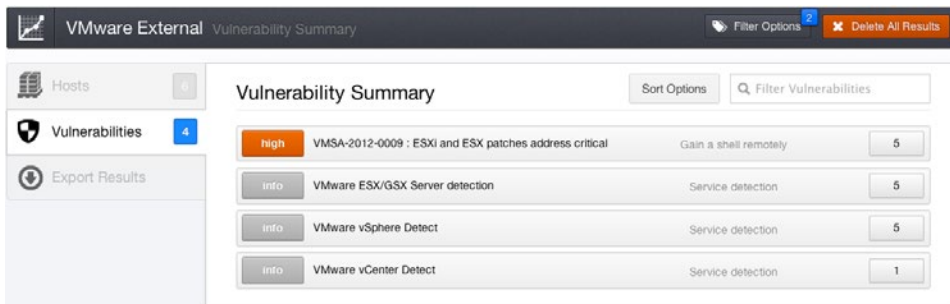 VMware External Vulnerability Summary
Filter Options 2
Delete All Results
Hosts 6
Vulnerabilities 4
Export Results
Vulnerability Summary
Sort Options
Filter Vulnerabilities
high VMSA-2012-0009 : ESXi and ESX patches address critical Gain a shell remotely 5
info VMware ESX/GSX Server detection Service detection 5
info VMware vSphere Detect Service detection 5
info VMware vCenter Detect Service detection 1